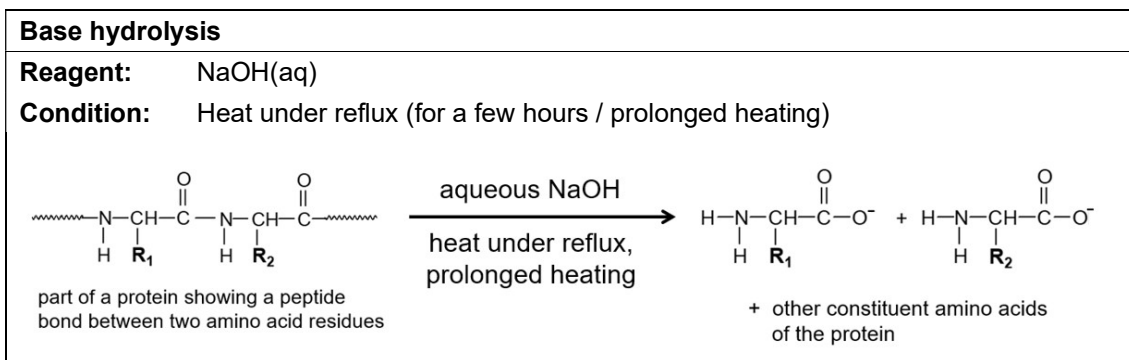 Base hydrolysis
Reagent: NaOH(aq)
Condition: Heat under reflux (for a few hours / prolonged heating)
O O O O
N CH C N CH C aqueous NaOH H N CH C O⁻ + H N CH C O⁻
H R₁ H R₂ heat under reflux, H R₁ H R₂
prolonged heating
part of a protein showing a peptide
bond between two amino acid residues
+ other constituent amino acids
of the protein